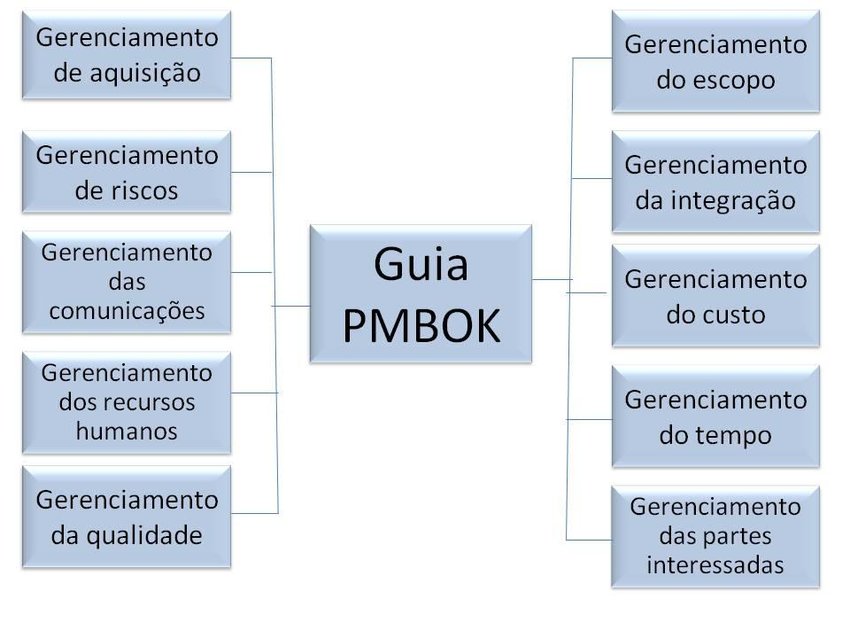 Gerenciamento
de aquisição
Gerenciamento
de riscos
Gerenciamento
das
comunicações
Gerenciamento
dos recursos
humanos
Gerenciamento
da qualidade
Guia
PMBOK
Gerenciamento
do escopo
Gerenciamento
da integração
Gerenciamento
do custo
Gerenciamento
do tempo
Gerenciamento
das partes
interessadas